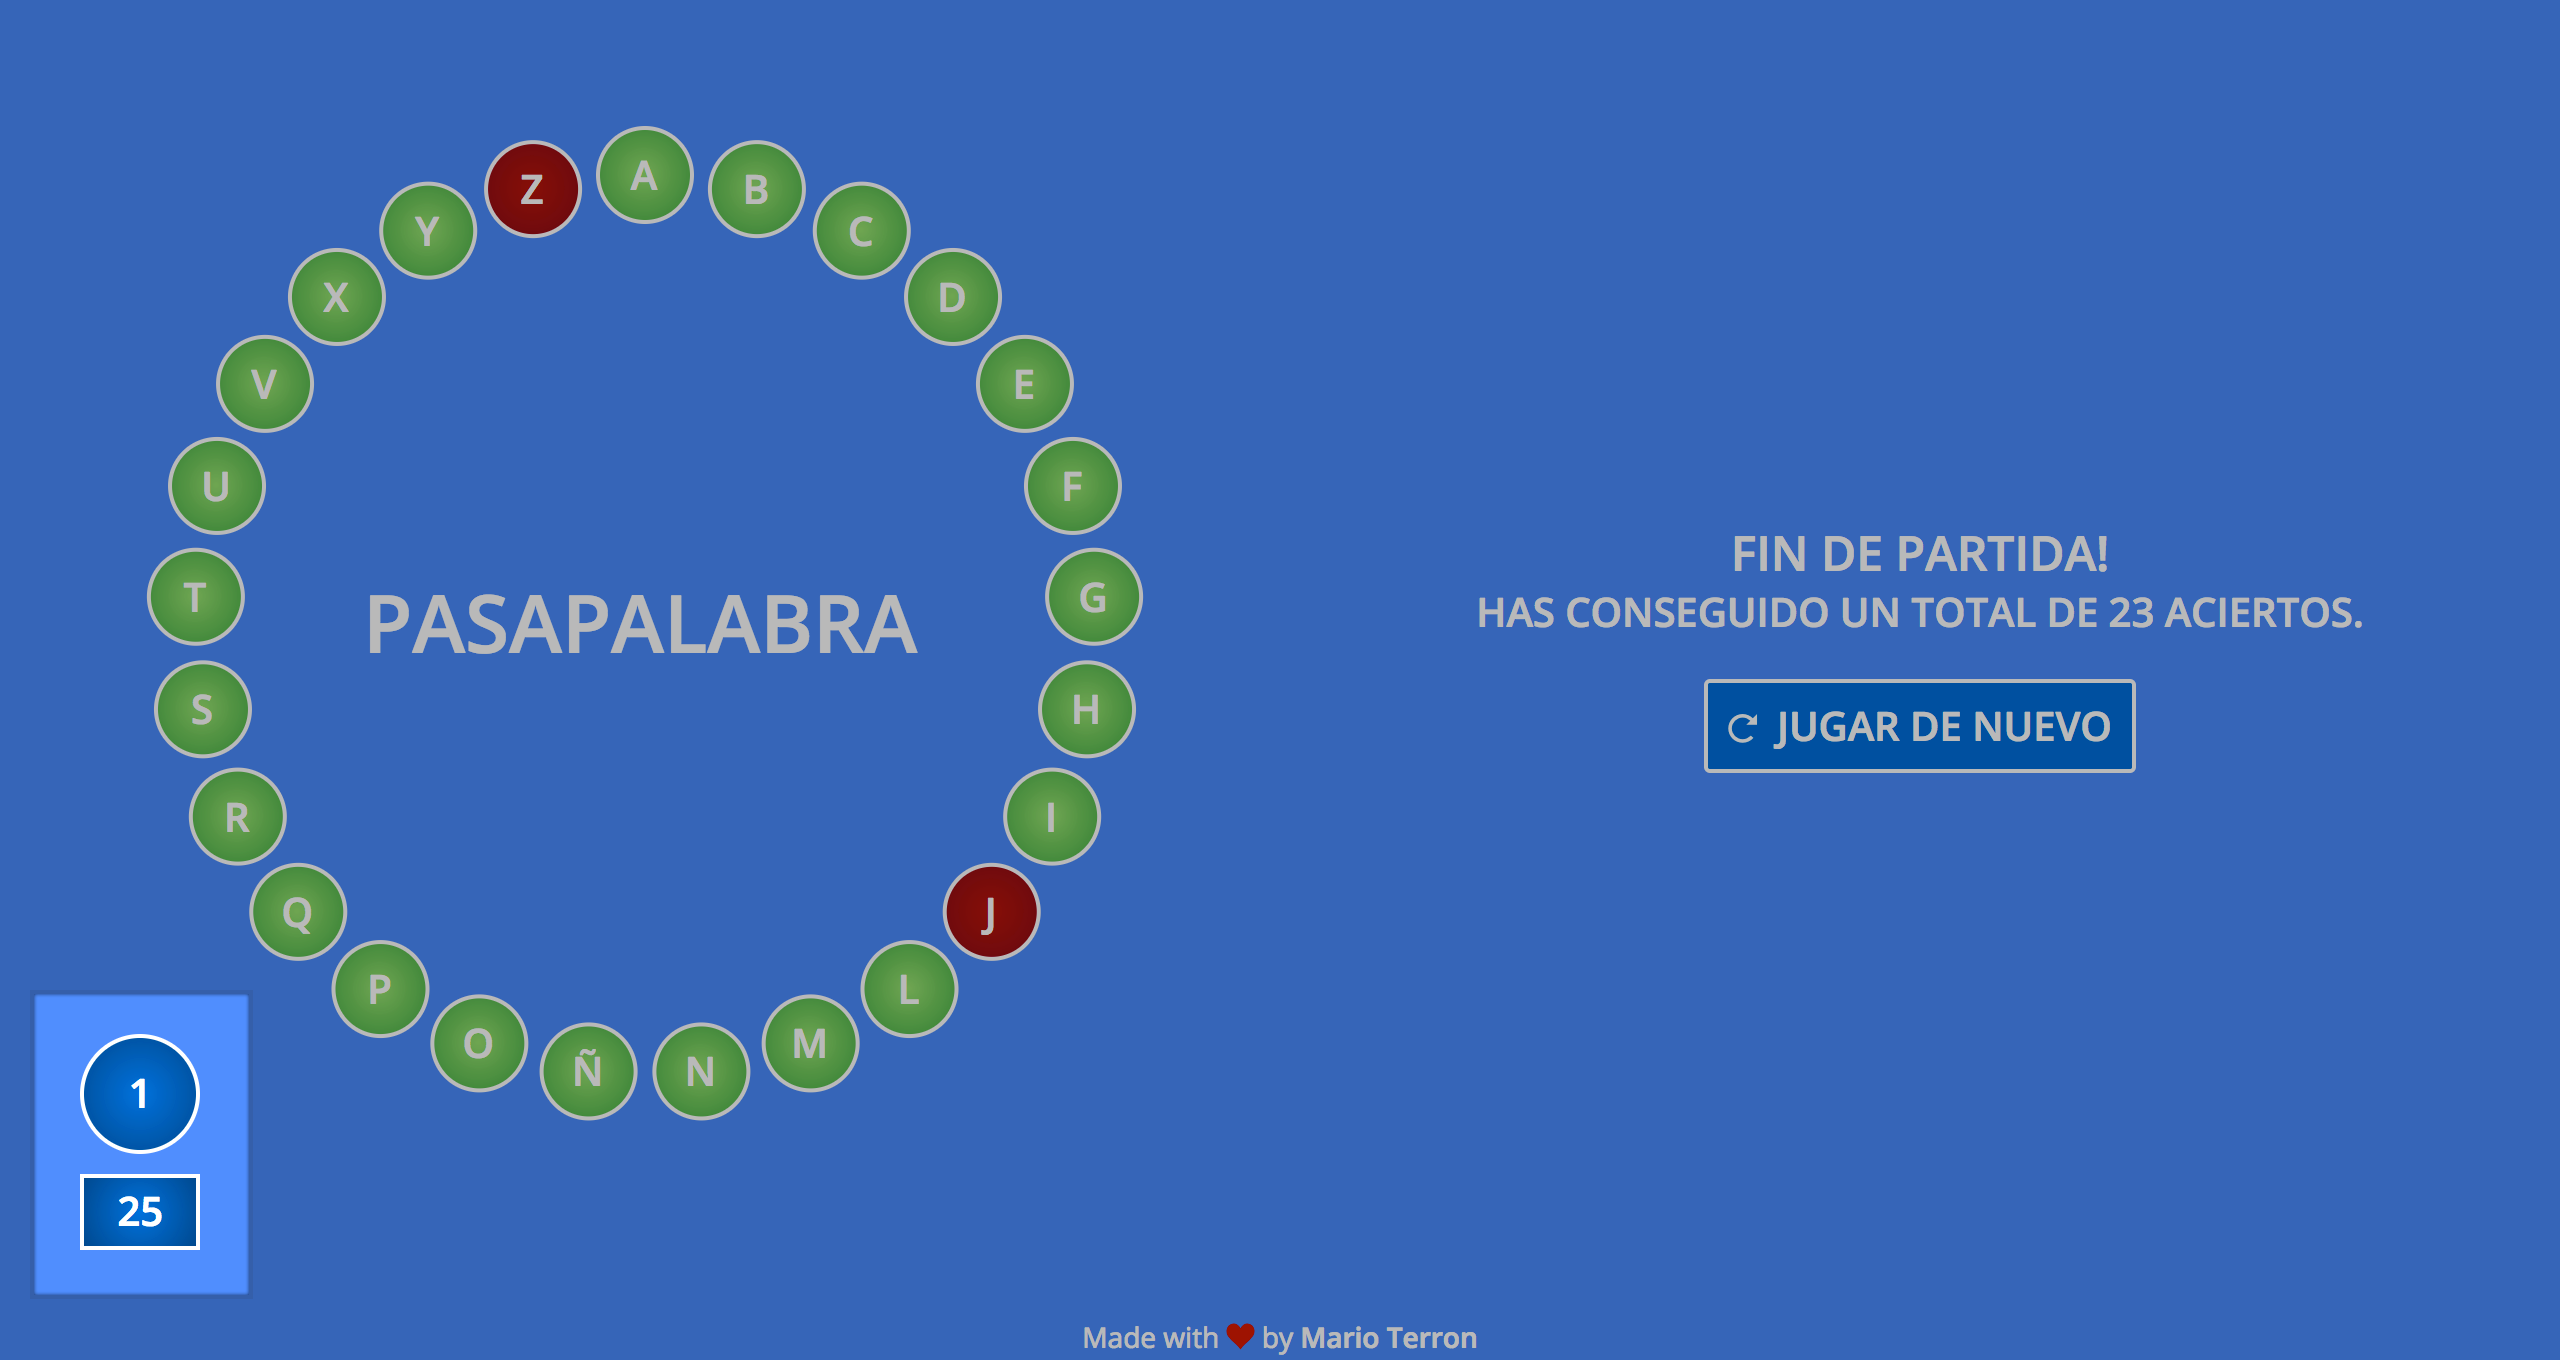 A
B
C
D
E
F
G
H
I
J
L
M
N
Ñ
O
P
Q
R
S
T
U
V
X
Y
Z
PASAPALABRA
FIN DE PARTIDA!
HAS CONSEGUIDO UN TOTAL DE 23 ACIERTOS.
JUGAR DE NUEVO
1
25
Made with ❤ by Mario Terron